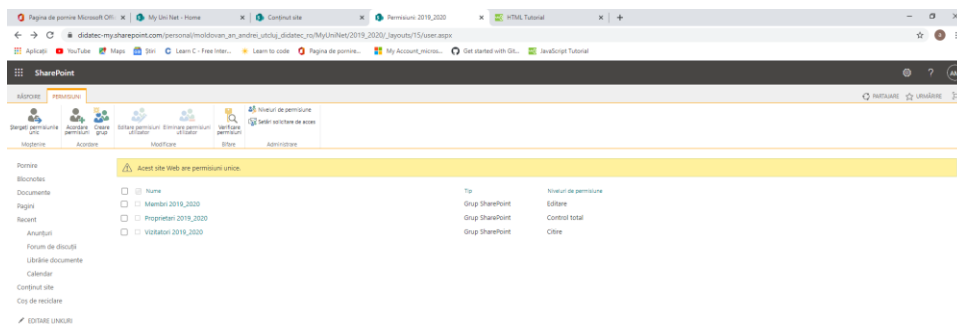 Pagina de pornire Microsoft Offi
My Uni Net - Home
Conținut site
Permisiuni: 2019_2020
HTML Tutorial
didatec-my.sharepoint.com/personal/moldovan_an_andrei_utcluj_didatec_ro/MyUniNet/2019_2020/_layouts/15/user.aspx
Aplicații YouTube Maps Știri Learn C - Free Inter... Learn to code Pagina de pornire... My Account_micros... Get started with Git... JavaScript Tutorial
SharePoint
RĂSFOIRE PERMISIUNI
PARTAJARE URMĂRIRE
Ștergeți permisiunile unic
Acordare permisiuni
Creare grup
Editare permisiuni utilizator
Eliminare permisiuni utilizator
Verificare permisiuni
Niveluri de permisiune
Setări solicitare de acces
Moștenire Acordare Modificare Bifare Administrare
Pornire
Blocnotes
Documente
Pagini
Recent
Anunțuri
Forum de discuții
Librărie documente
Calendar
Conținut site
Coș de reciclare
EDITARE LINKURI
Acest site Web are permisiuni unice.
Nume Tip Niveluri de permisiune
Membri 2019_2020 Grup SharePoint Editare
Proprietari 2019_2020 Grup SharePoint Control total
Vizitatori 2019_2020 Grup SharePoint Citire